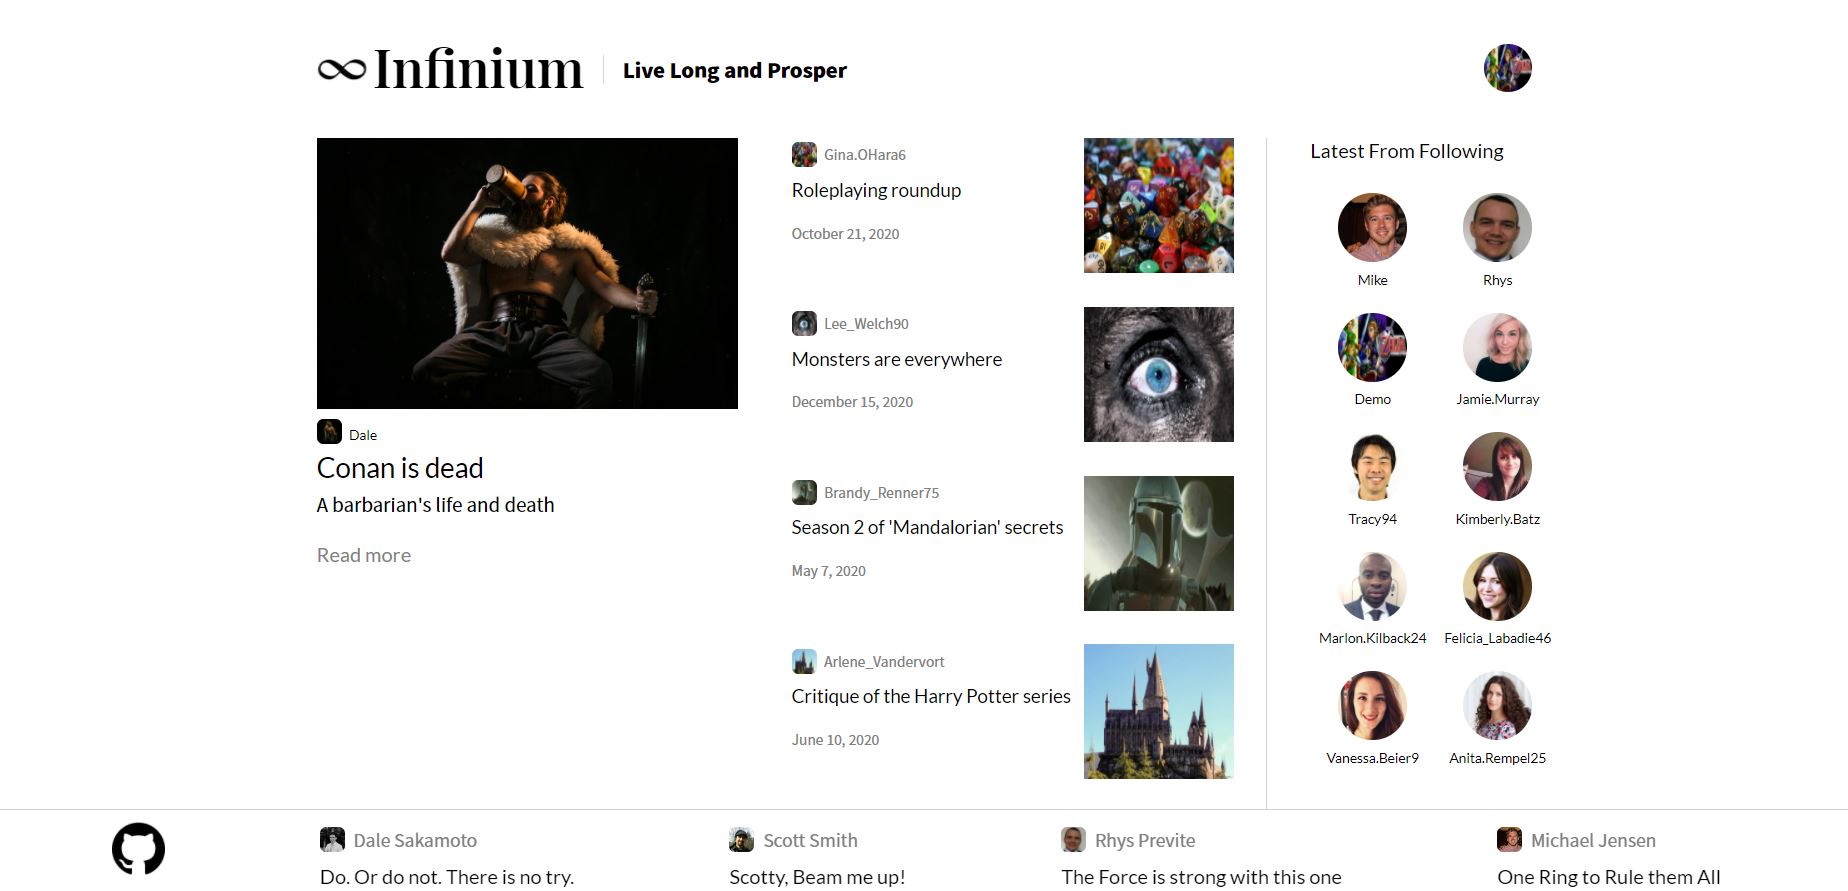 Infinium
Live Long and Prosper
Dale
Conan is dead
A barbarian's life and death
Read more
Gina.OHara6
Roleplaying roundup
October 21, 2020
Lee_Welch90
Monsters are everywhere
December 15, 2020
Brandy_Renner75
Season 2 of 'Mandalorian' secrets
May 7, 2020
Arlene_Vandervort
Critique of the Harry Potter series
June 10, 2020
Latest From Following
Mike
Rhys
Demo
Jamie.Murray
Tracy94
Kimberly.Batz
Marlon.Kilback24
Felicia_Labadie46
Vanessa.Beier9
Anita.Rempel25
Dale Sakamoto
Do. Or do not. There is no try.
Scott Smith
Scotty, Beam me up!
Rhys Previte
The Force is strong with this one
Michael Jensen
One Ring to Rule them All